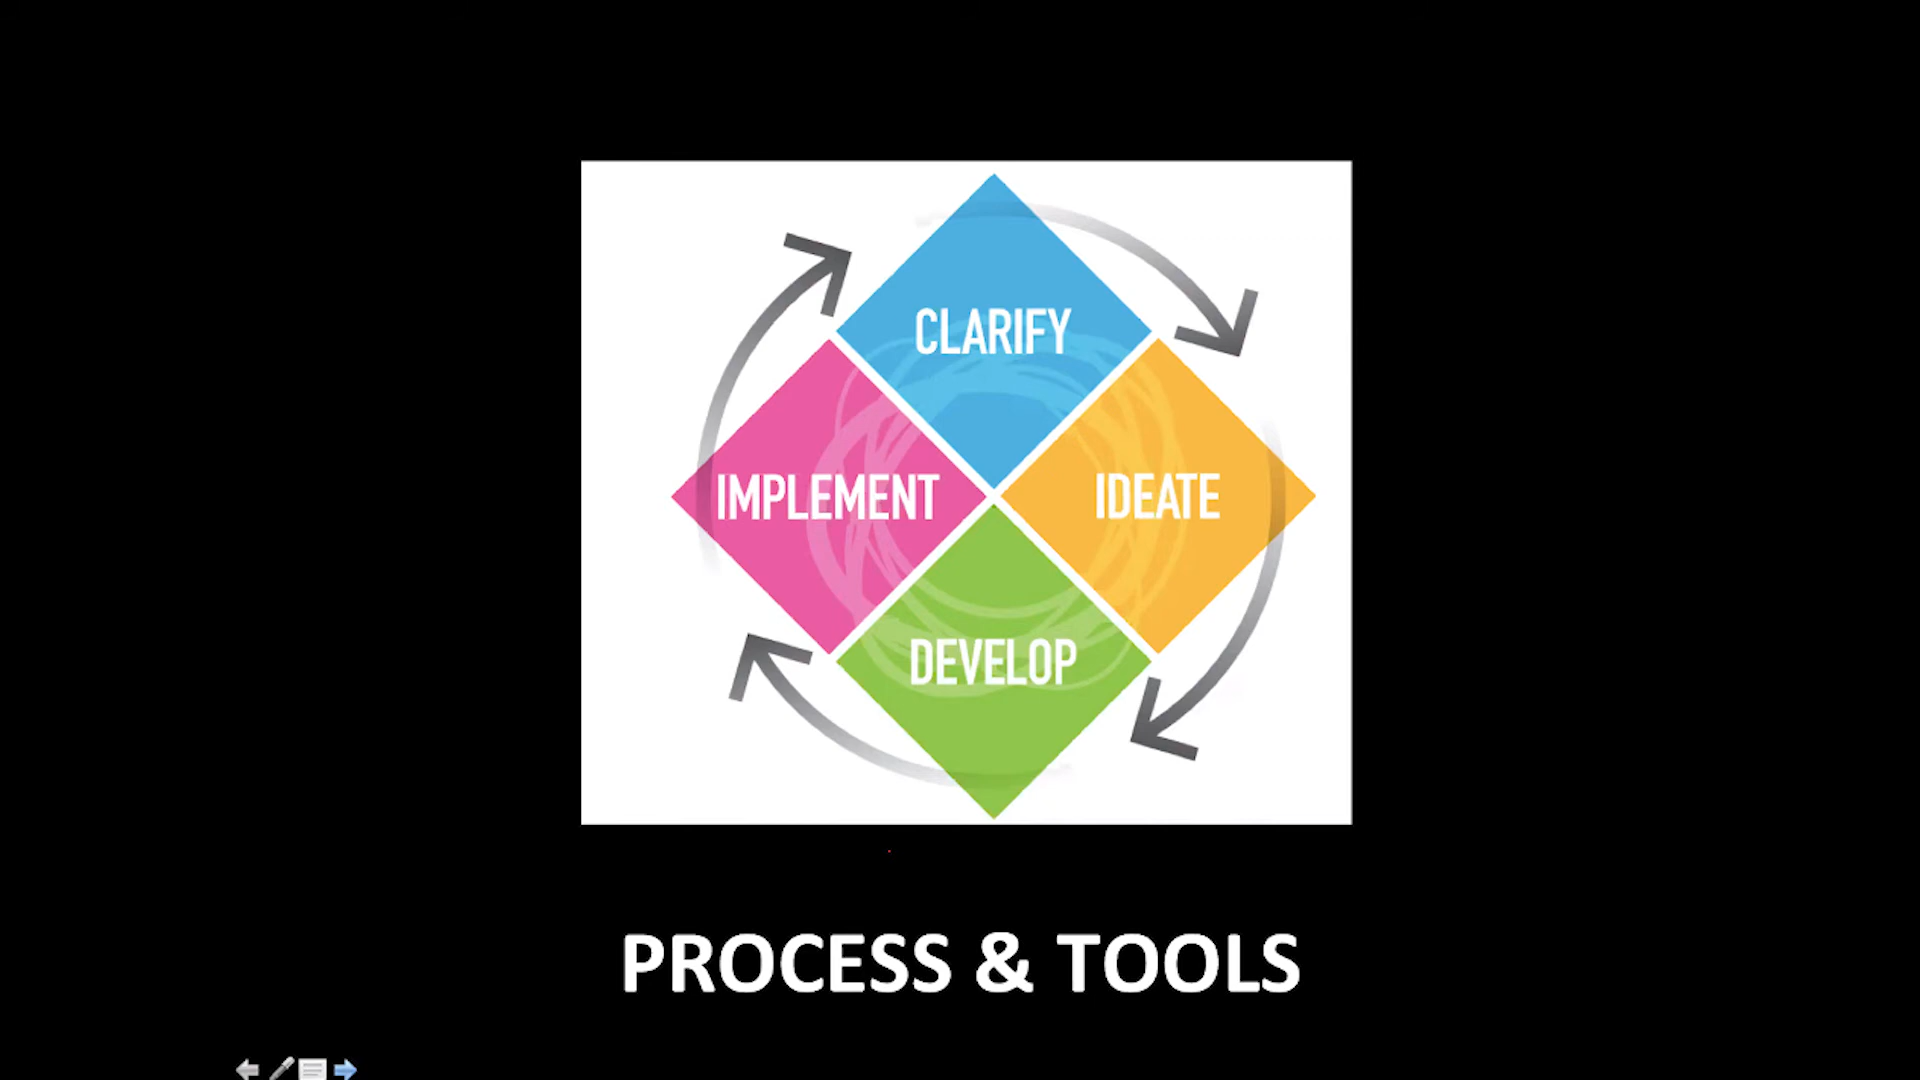 CLARIFY
IMPLEMENT
IDEATE
DEVELOP
PROCESS & TOOLS